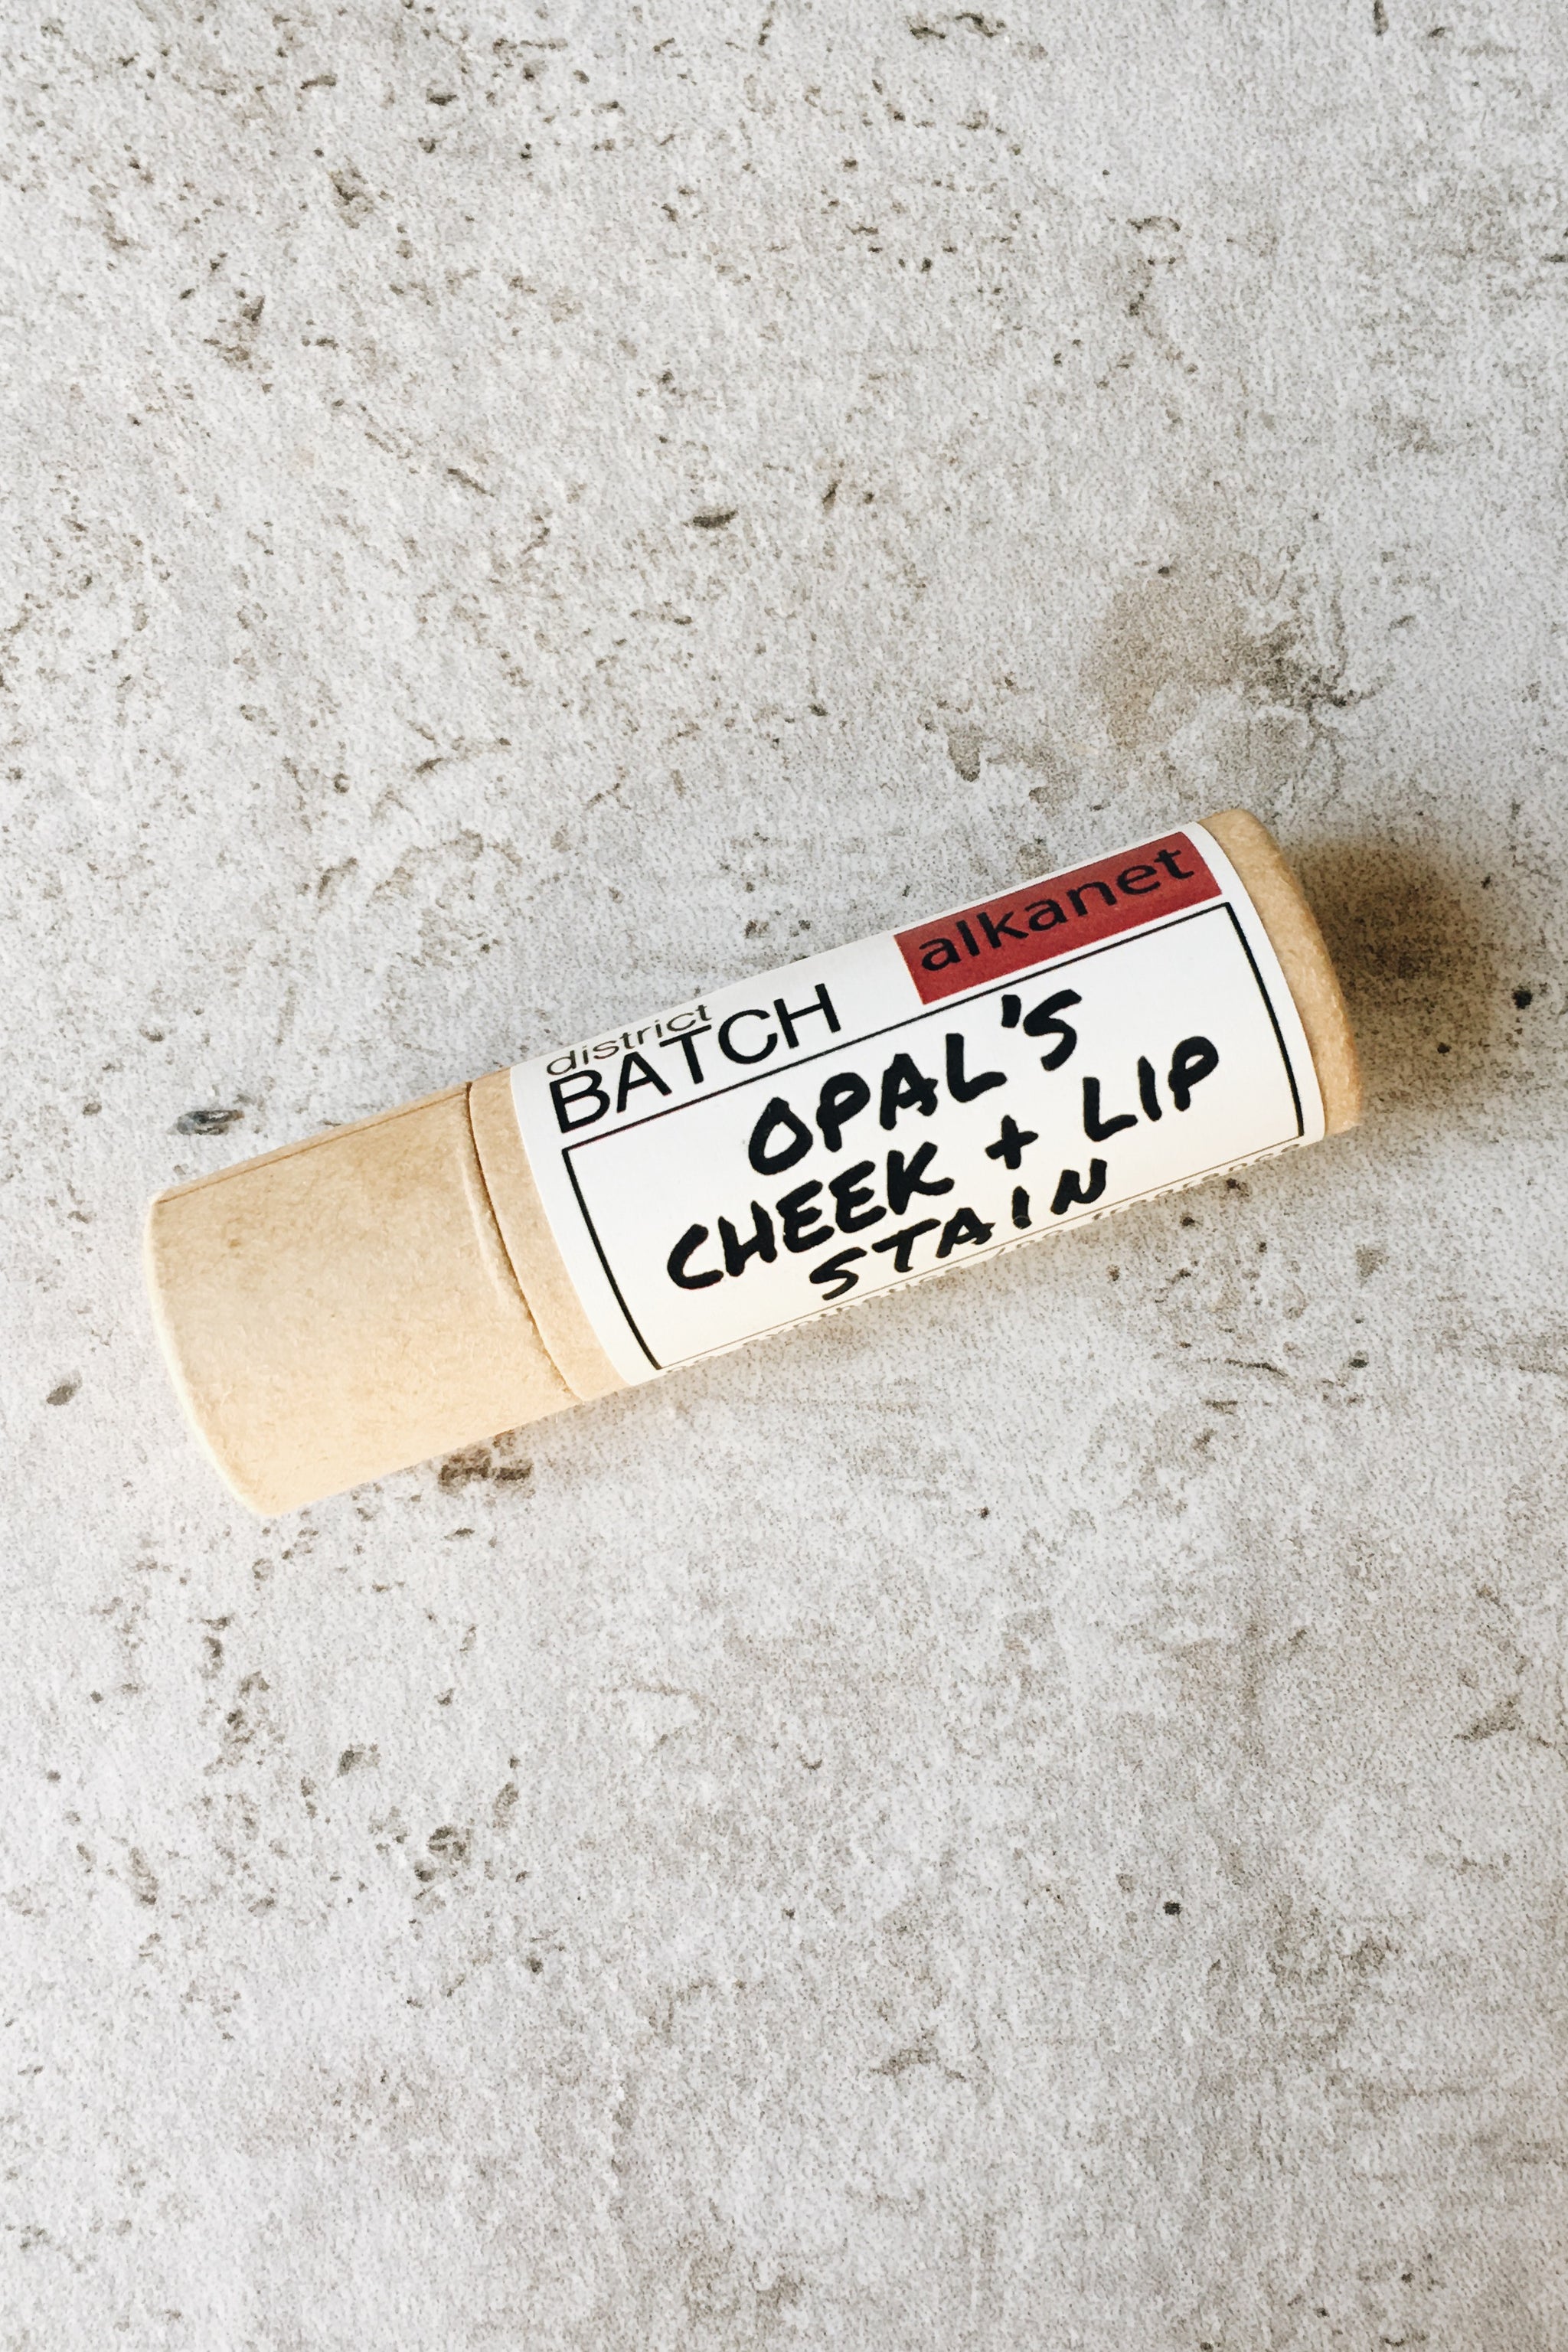 district
BATCH
alkanet
OPAL'S
CHEEK + LIP
STAIN